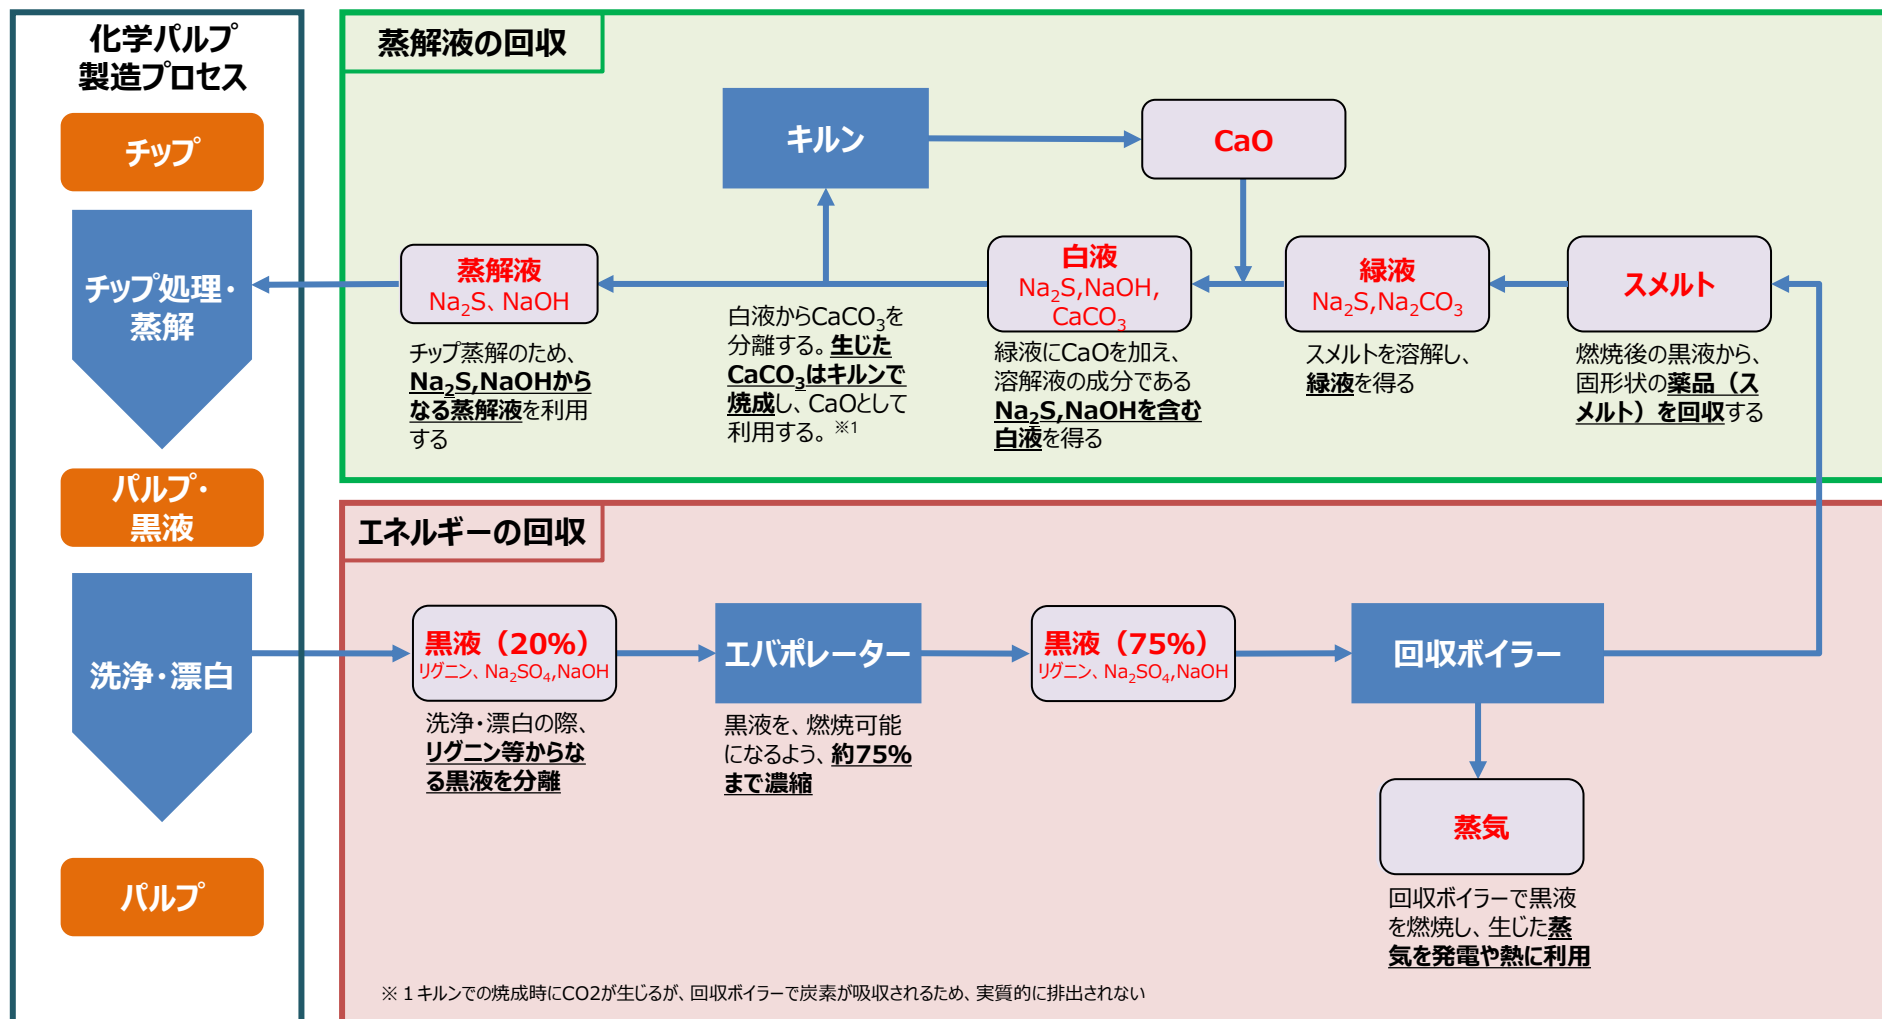 化学パルプ
製造プロセス
チップ
チップ処理・
蒸解
パルプ・
黒液
洗浄・漂白
パルプ
蒸解液の回収
キルン
CaO
蒸解液
Na₂S、NaOH
白液
Na₂S,NaOH,
CaCO₃
緑液
Na₂S,Na₂CO₃
スメルト
チップ蒸解のため、
Na₂S,NaOHから
なる蒸解液を利用
する
白液からCaCO₃を
分離する。生じた
CaCO₃はキルンで
焼成し、CaOとして
利用する。※1
緑液にCaOを加え、
溶解液の成分である
Na₂S,NaOHを含む
白液を得る
スメルトを溶解し、
緑液を得る
燃焼後の黒液から、
固形状の薬品（ス
メルト）を回収する
エネルギーの回収
黒液（20%）
リグニン、Na₂SO₄,NaOH
エバポレーター
黒液（75%）
リグニン、Na₂SO₄,NaOH
回収ボイラー
洗浄・漂白の際、
リグニン等からな
る黒液を分離
黒液を、燃焼可能
になるよう、約75%
まで濃縮
蒸気
回収ボイラーで黒液
を燃焼し、生じた蒸
気を発電や熱に利用
※１キルンでの焼成時にCO2が生じるが、回収ボイラーで炭素が吸収されるため、実質的に排出されない